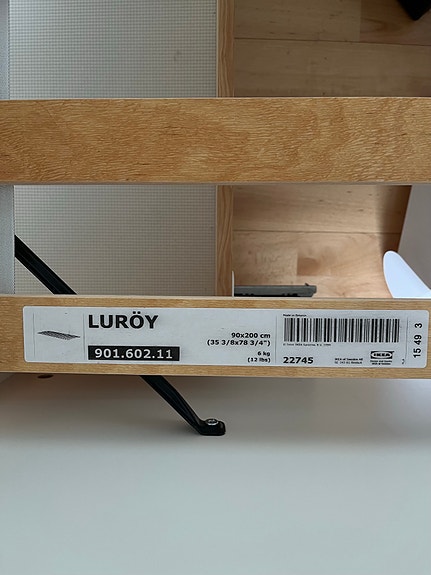 LURÖY
901.602.11
90x200 cm
(35 3/8x78 3/4")
6 kg
(12 lbs)
22745
IKEA
15 49 3